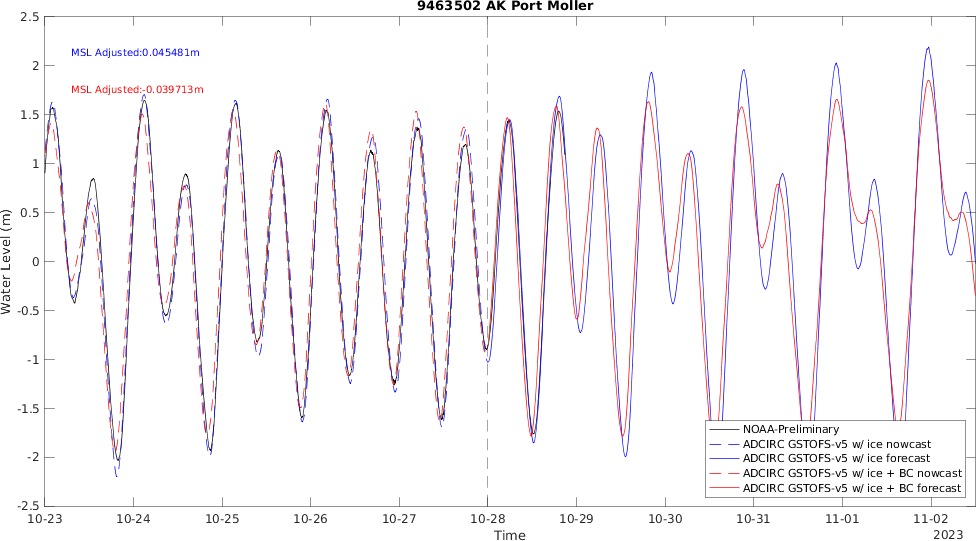 9463502 AK Port Moller
MSL Adjusted:0.045481m
MSL Adjusted:-0.039713m
Water Level (m)
2.5
2
1.5
1
0.5
0
-0.5
-1
-1.5
-2
-2.5
NOAA-Preliminary
ADCIRC GSTOFS-v5 w/ ice nowcast
ADCIRC GSTOFS-v5 w/ ice forecast
ADCIRC GSTOFS-v5 w/ ice + BC nowcast
ADCIRC GSTOFS-v5 w/ ice + BC forecast
10-23 10-24 10-25 10-26 10-27 10-28 10-29 10-30 10-31 11-01 11-02
Time
2023